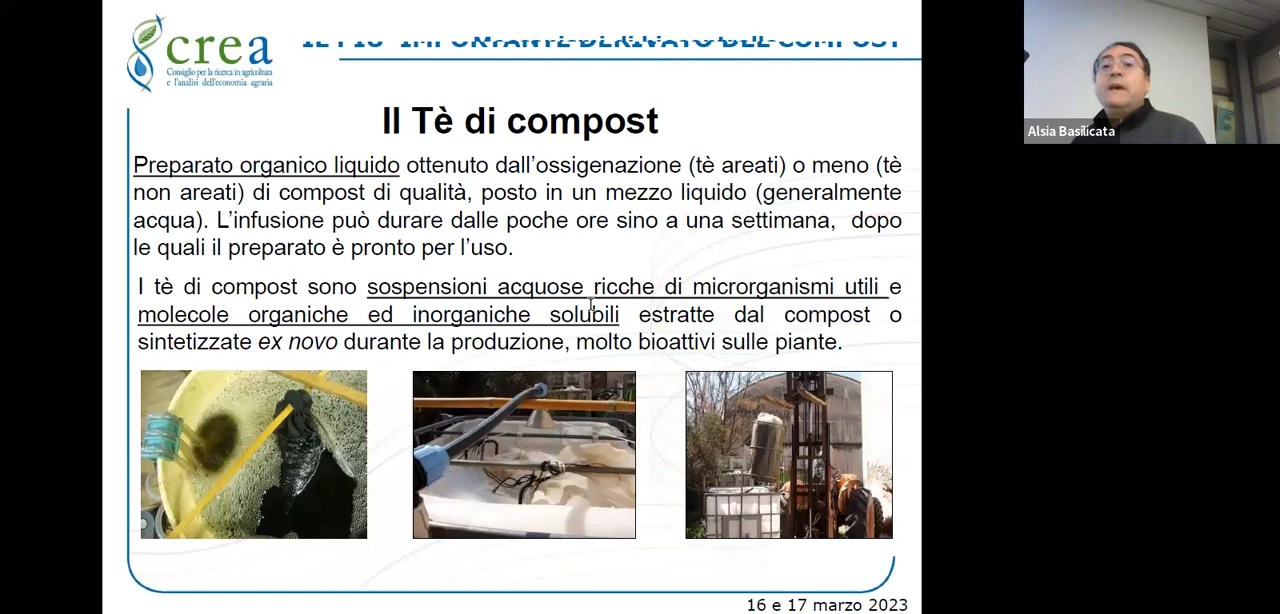 crea
Consiglio per la ricerca in agricoltura
e l'analisi dell'economia agraria
Il Tè di compost
Preparato organico liquido ottenuto dall'ossigenazione (tè areati) o meno (tè
non areati) di compost di qualità, posto in un mezzo liquido (generalmente
acqua). L'infusione può durare dalle poche ore sino a una settimana, dopo
le quali il preparato è pronto per l'uso.
I tè di compost sono sospensioni acquose ricche di microrganismi utili e
molecole organiche ed inorganiche solubili estratte dal compost o
sintetizzate ex novo durante la produzione, molto bioattivi sulle piante.
16 e 17 marzo 2023
Alsia Basilicata